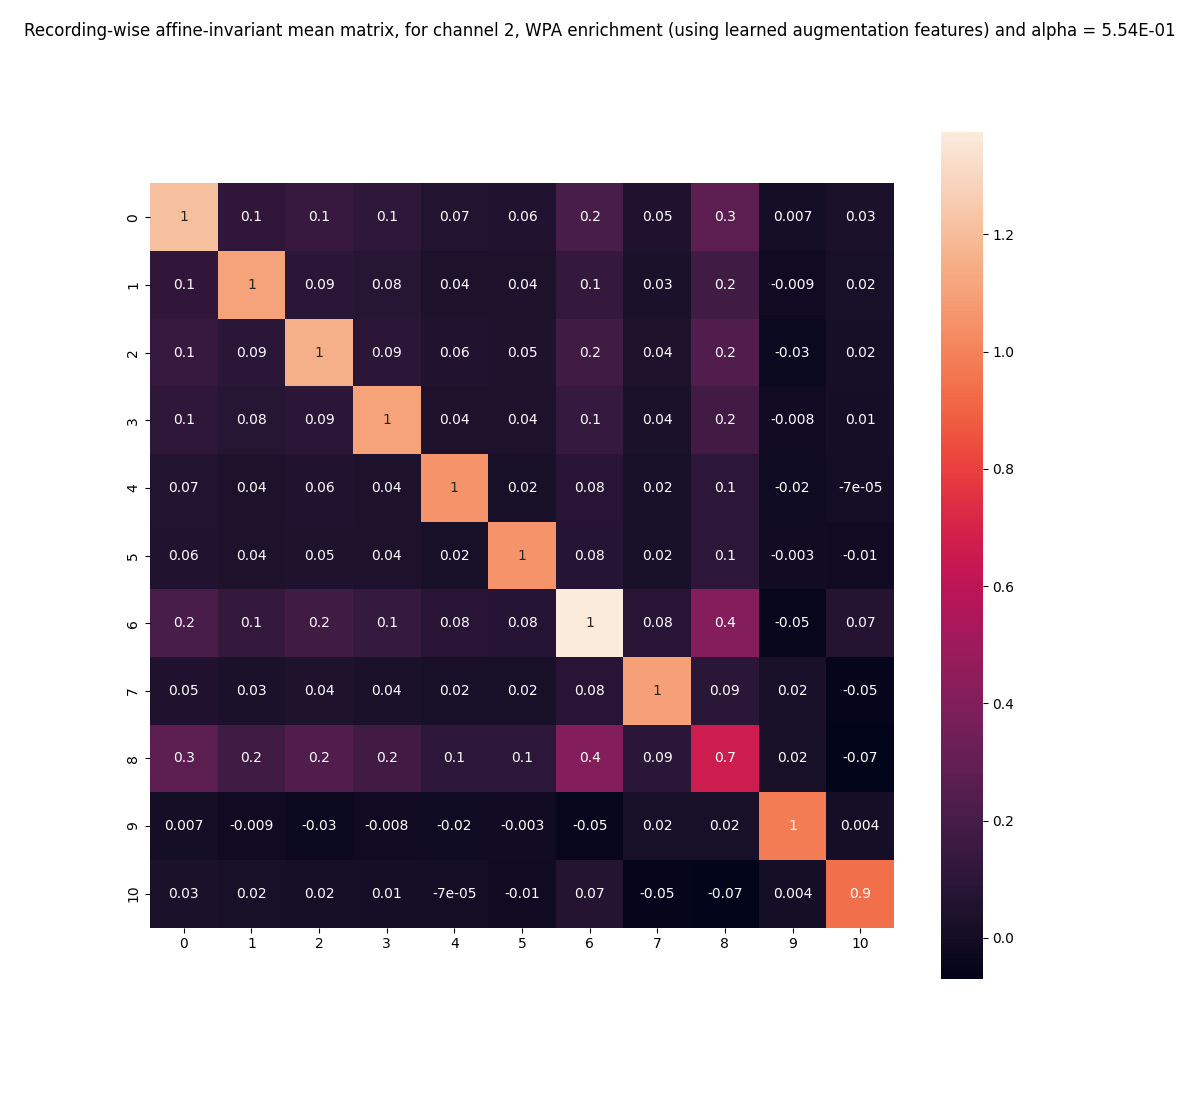 Recording-wise affine-invariant mean matrix, for channel 2, WPA enrichment (using learned augmentation features) and alpha = 5.54E-01
0 1 0.1 0.1 0.1 0.07 0.06 0.2 0.05 0.3 0.007 0.03
1 0.1 1 0.09 0.08 0.04 0.04 0.1 0.03 0.2 -0.009 0.02
2 0.1 0.09 1 0.09 0.06 0.05 0.2 0.04 0.2 -0.03 0.02
3 0.1 0.08 0.09 1 0.04 0.04 0.1 0.04 0.2 -0.008 0.01
4 0.07 0.04 0.06 0.04 1 0.02 0.08 0.02 0.1 -0.02 -7e-05
5 0.06 0.04 0.05 0.04 0.02 1 0.08 0.02 0.1 -0.003 -0.01
6 0.2 0.1 0.2 0.1 0.08 0.08 1 0.08 0.4 -0.05 0.07
7 0.05 0.03 0.04 0.04 0.02 0.02 0.08 1 0.09 0.02 -0.05
8 0.3 0.2 0.2 0.2 0.1 0.1 0.4 0.09 0.7 0.02 -0.07
9 0.007 -0.009 -0.03 -0.008 -0.02 -0.003 -0.05 0.02 0.02 1 0.004
10 0.03 0.02 0.02 0.01 -7e-05 -0.01 0.07 -0.05 -0.07 0.004 0.9
0 1 2 3 4 5 6 7 8 9 10
1.2
1.0
0.8
0.6
0.4
0.2
0.0